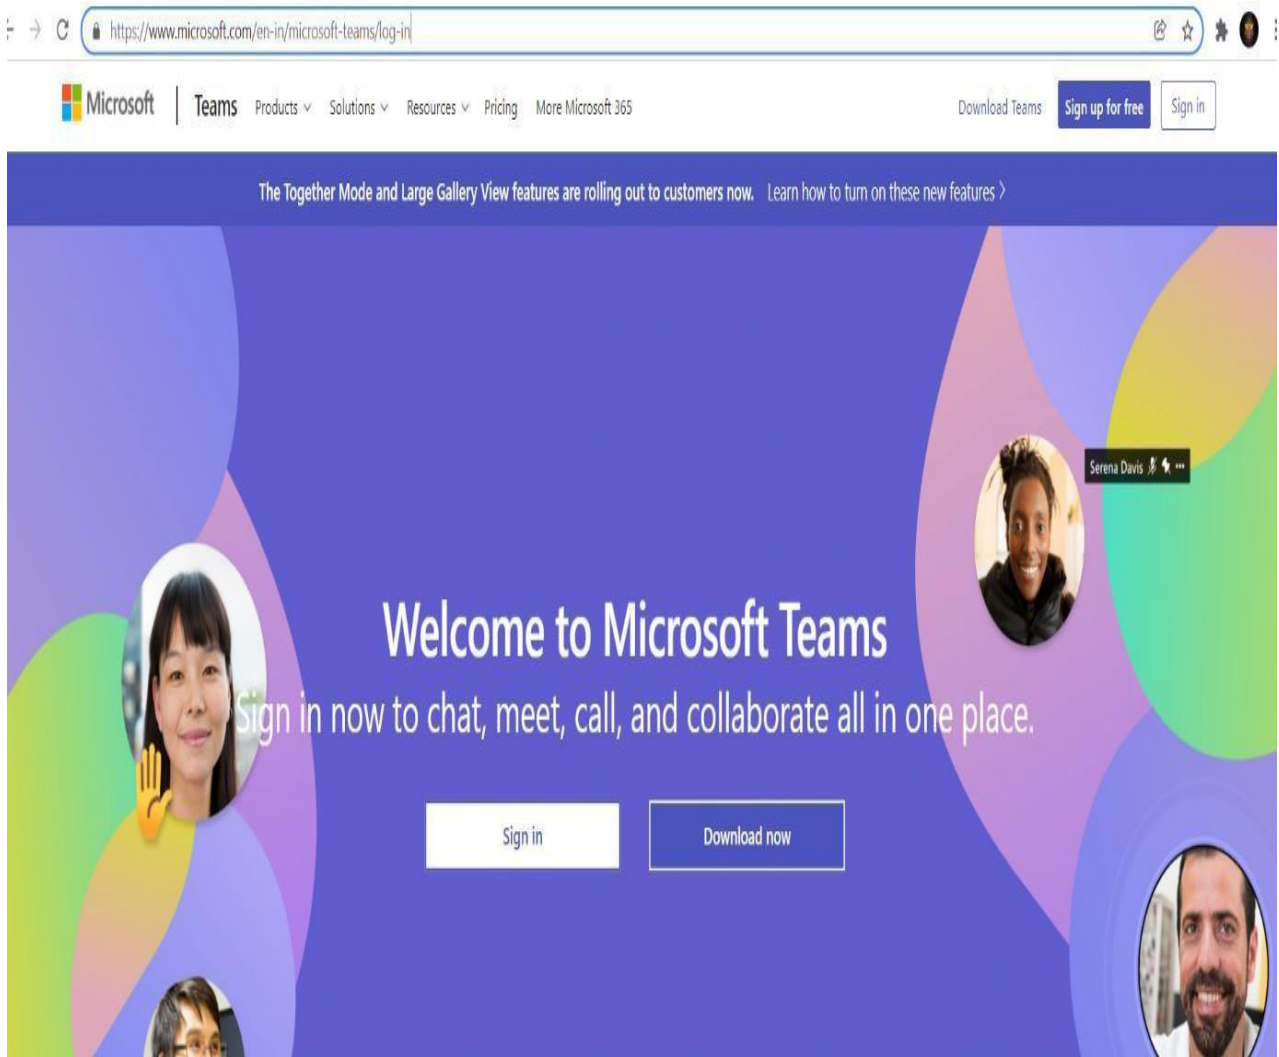 https://www.microsoft.com/en-in/microsoft-teams/log-in
Microsoft Teams Products Solutions Resources Pricing More Microsoft 365 Download Teams Sign up for free Sign in
The Together Mode and Large Gallery View features are rolling out to customers now. Learn how to turn on these new features >
Serena Davis
Welcome to Microsoft Teams
Sign in now to chat, meet, call, and collaborate all in one place.
Sign in Download now